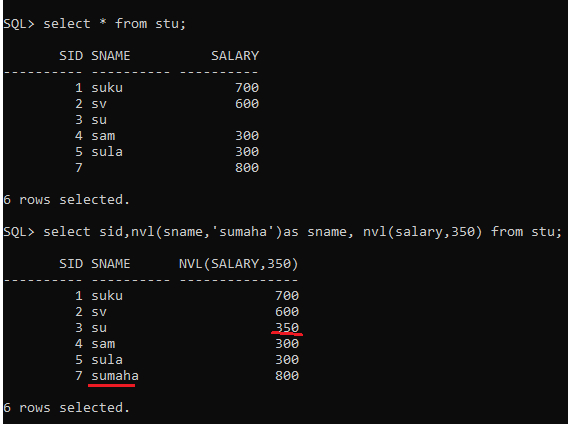 SQL> select * from stu;
       SID SNAME          SALARY
---------- ---------- ----------
         1 suku              700
         2 sv                600
         3 su
         4 sam               300
         5 sula              300
         7                   800
6 rows selected.
SQL> select sid,nvl(sname,'sumaha')as sname, nvl(salary,350) from stu;
       SID SNAME      NVL(SALARY,350)
---------- ---------- ---------------
         1 suku                   700
         2 sv                     600
         3 su                     350
         4 sam                    300
         5 sula                   300
         7 sumaha                 800
6 rows selected.